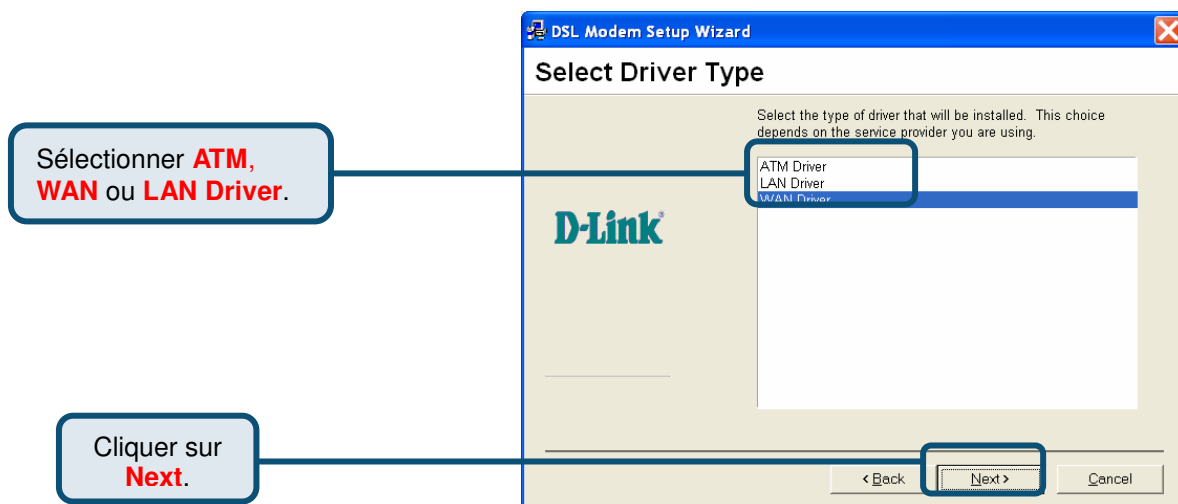 DSL Modem Setup Wizard
Select Driver Type
Select the type of driver that will be installed. This choice
depends on the service provider you are using.
Sélectionner ATM,
WAN ou LAN Driver.
ATM Driver
LAN Driver
WAN Driver
D-Link
Cliquer sur
Next.
< Back
Next >
Cancel